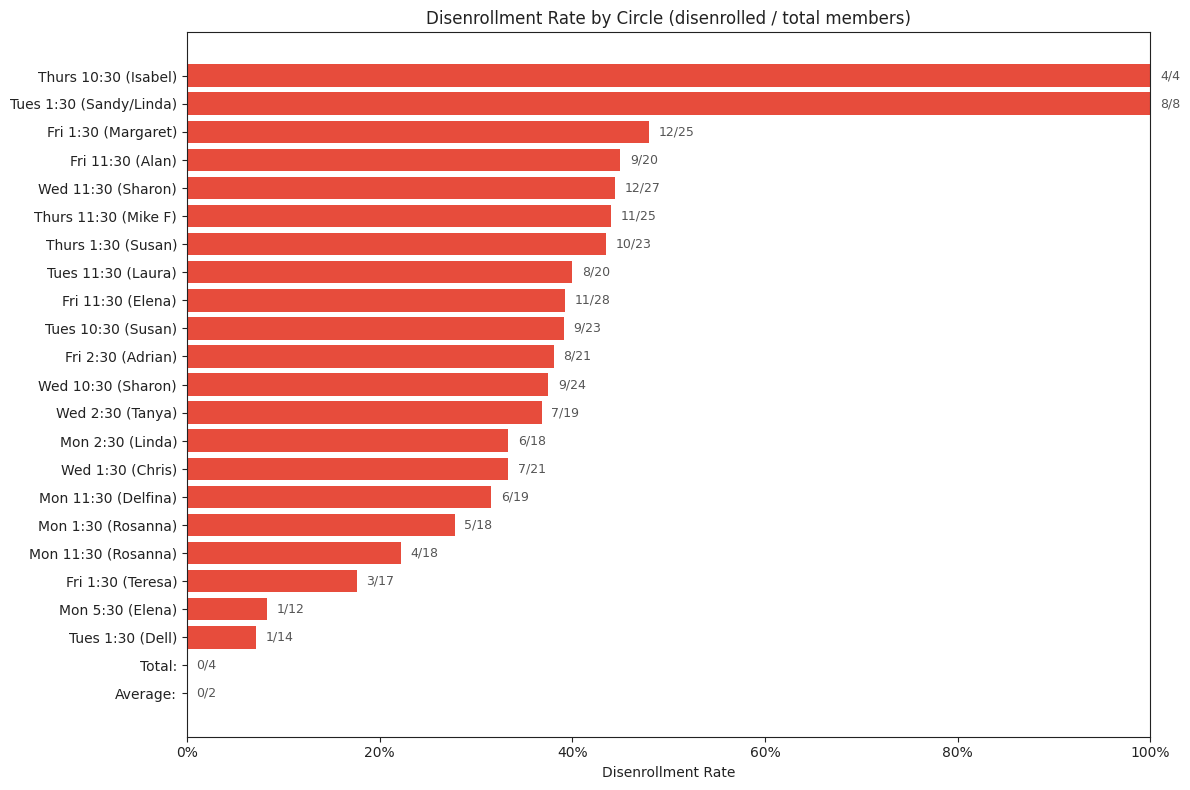 Disenrollment Rate by Circle (disenrolled / total members)
Thurs 10:30 (Isabel) 4/4
Tues 1:30 (Sandy/Linda) 8/8
Fri 1:30 (Margaret) 12/25
Fri 11:30 (Alan) 9/20
Wed 11:30 (Sharon) 12/27
Thurs 11:30 (Mike F) 11/25
Thurs 1:30 (Susan) 10/23
Tues 11:30 (Laura) 8/20
Fri 11:30 (Elena) 11/28
Tues 10:30 (Susan) 9/23
Fri 2:30 (Adrian) 8/21
Wed 10:30 (Sharon) 9/24
Wed 2:30 (Tanya) 7/19
Mon 2:30 (Linda) 6/18
Wed 1:30 (Chris) 7/21
Mon 11:30 (Delfina) 6/19
Mon 1:30 (Rosanna) 5/18
Mon 11:30 (Rosanna) 4/18
Fri 1:30 (Teresa) 3/17
Mon 5:30 (Elena) 1/12
Tues 1:30 (Dell) 1/14
Total: 0/4
Average: 0/2
0% 20% 40% 60% 80% 100%
Disenrollment Rate